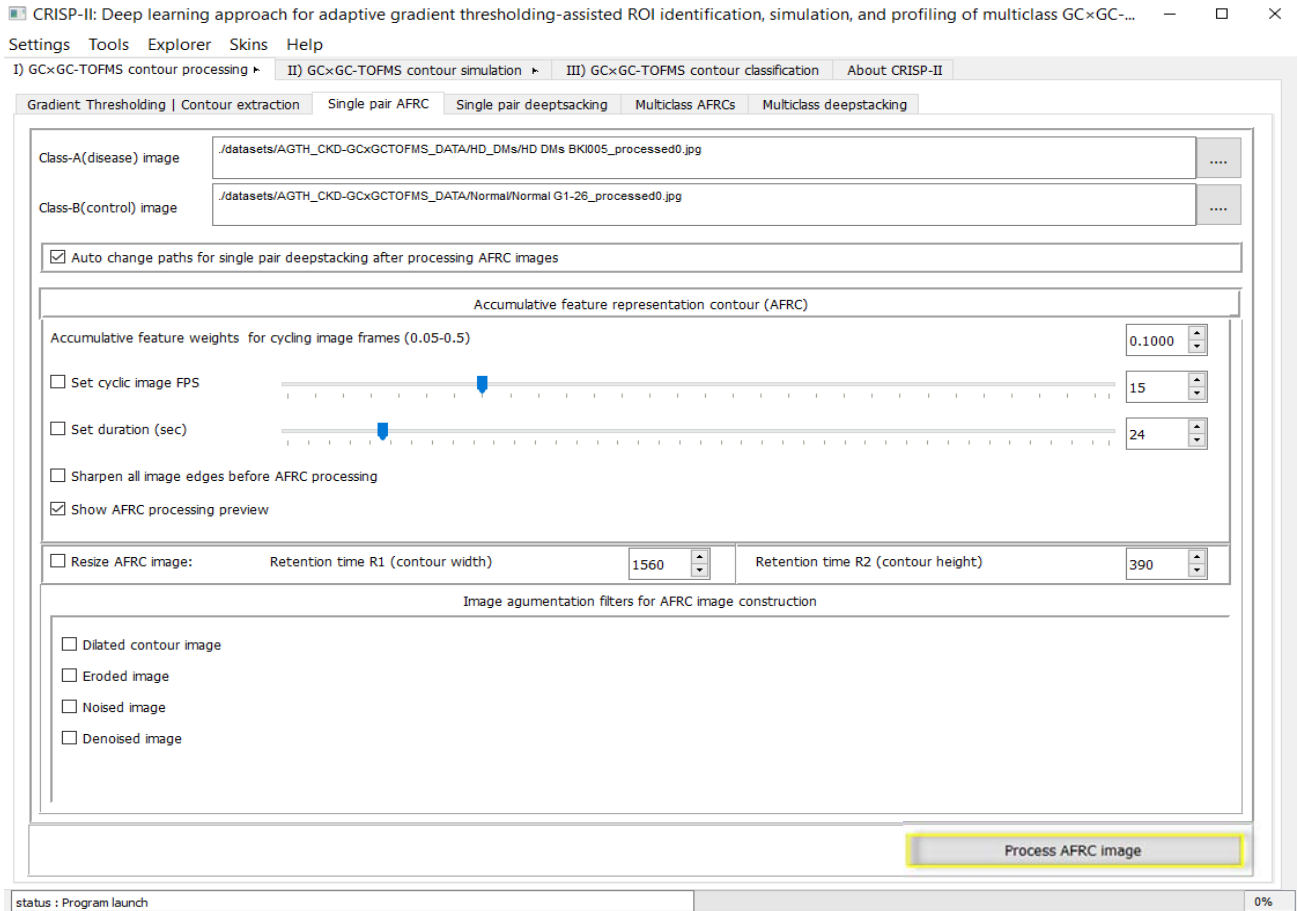 CRISP-II: Deep learning approach for adaptive gradient thresholding-assisted ROI identification, simulation, and profiling of multiclass GC×GC-...
Settings Tools Explorer Skins Help
I) GC×GC-TOFMS contour processing II) GC×GC-TOFMS contour simulation III) GC×GC-TOFMS contour classification About CRISP-II
Gradient Thresholding | Contour extraction Single pair AFRC Single pair deeptsacking Multiclass AFRCs Multiclass deepstacking
Class-A(disease) image ./datasets/AGTH_CKD-GCxGCTOFMS_DATA/HD_DMs/HD DMs BKI005_processed0.jpg ....
Class-B(control) image ./datasets/AGTH_CKD-GCxGCTOFMS_DATA/Normal/Normal G1-26_processed0.jpg ....
Auto change paths for single pair deepstacking after processing AFRC images
Accumulative feature representation contour (AFRC)
Accumulative feature weights for cycling image frames (0.05-0.5) 0.1000
Set cyclic image FPS 15
Set duration (sec) 24
Sharpen all image edges before AFRC processing
Show AFRC processing preview
Resize AFRC image: Retention time R1 (contour width) 1560 Retention time R2 (contour height) 390
Image agumentation filters for AFRC image construction
Dilated contour image
Eroded image
Noised image
Denoised image
Process AFRC image
status : Program launch 0%